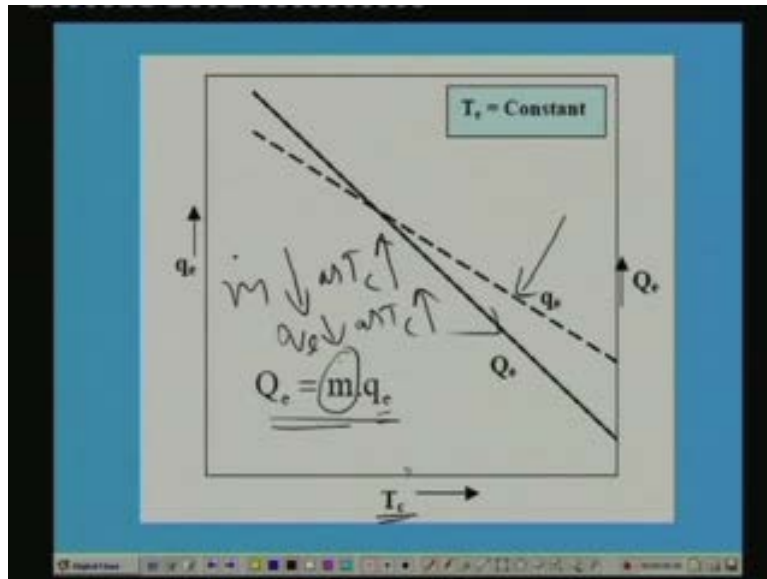 Te = Constant
qe
Qe
ṁ ↓ as Tc ↑
qe ↓ as Tc ↑
qe
Qe
Qe = m.qe
Tc